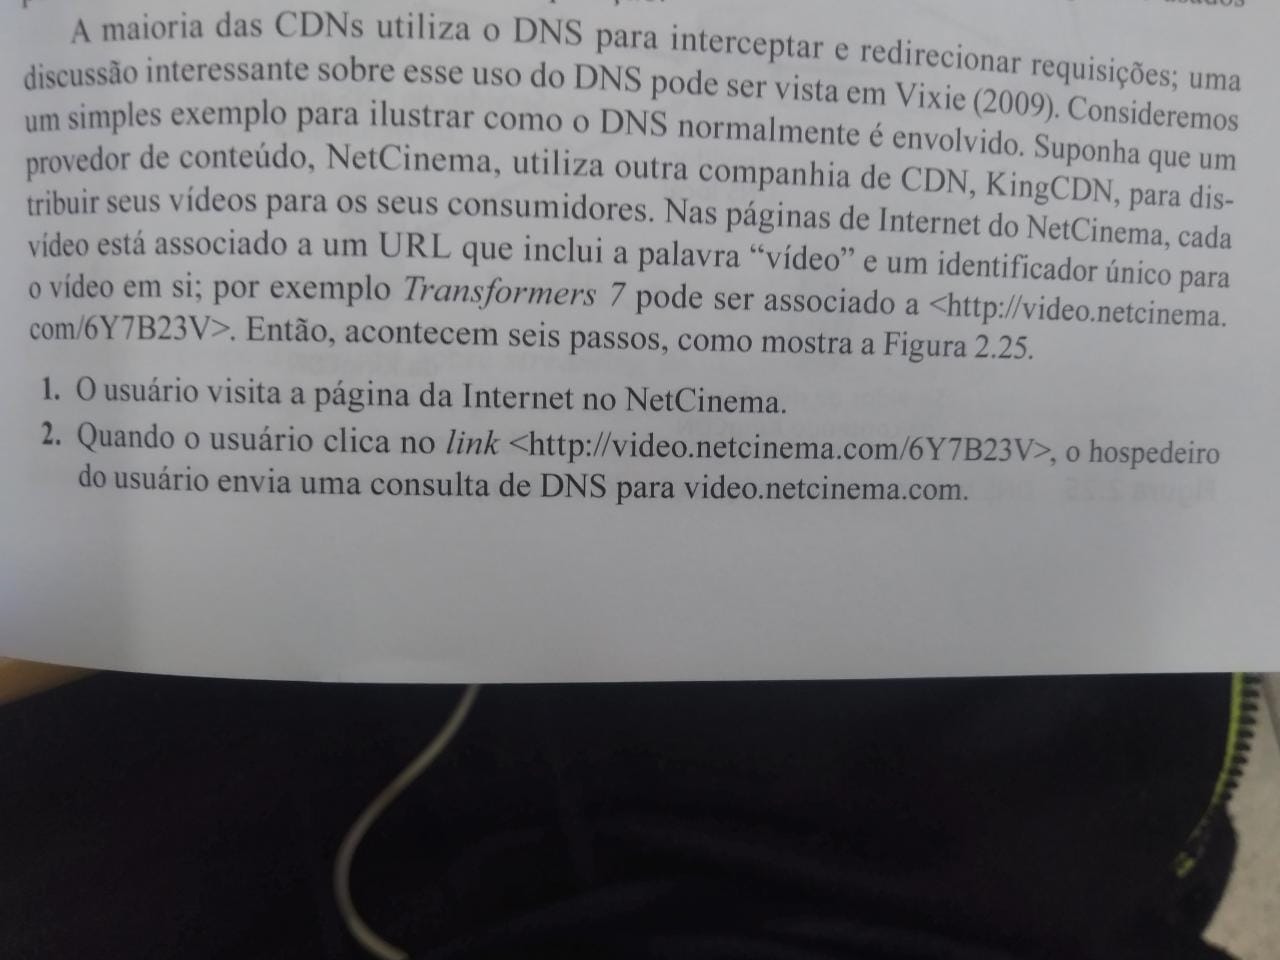 A maioria das CDNs utiliza o DNS para interceptar e redirecionar requisições; uma
discussão interessante sobre esse uso do DNS pode ser vista em Vixie (2009). Consideremos
um simples exemplo para ilustrar como o DNS normalmente é envolvido. Suponha que um
provedor de conteúdo, NetCinema, utiliza outra companhia de CDN, KingCDN, para dis-
tribuir seus vídeos para os seus consumidores. Nas páginas de Internet do NetCinema, cada
vídeo está associado a um URL que inclui a palavra “vídeo” e um identificador único para
o vídeo em si; por exemplo Transformers 7 pode ser associado a <http://video.netcinema.
com/6Y7B23V>. Então, acontecem seis passos, como mostra a Figura 2.25.
1. O usuário visita a página da Internet no NetCinema.
2. Quando o usuário clica no link <http://video.netcinema.com/6Y7B23V>, o hospedeiro
do usuário envia uma consulta de DNS para video.netcinema.com.